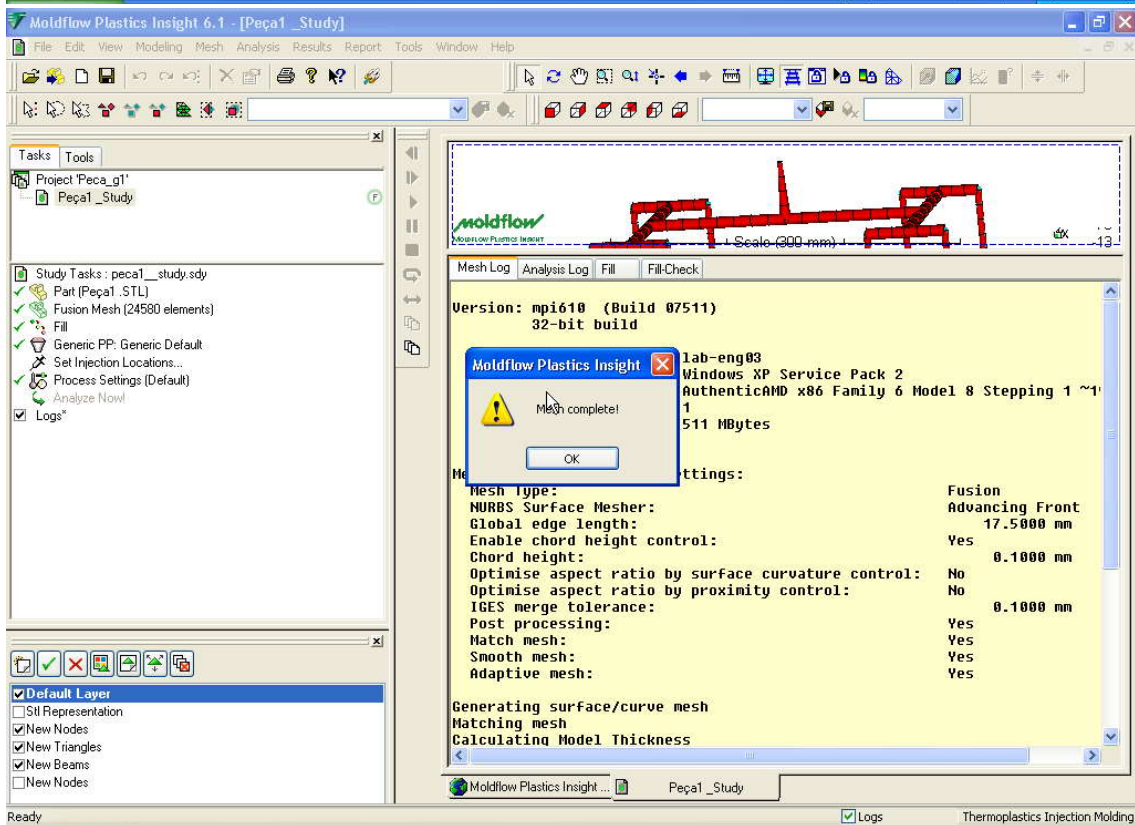 Moldflow Plastics Insight 6.1 - [Peça1 _Study]
File Edit View Modeling Mesh Analysis Results Report Tools Window Help
Tasks Tools
Project 'Peca_g1'
Peça1 _Study
F
Study Tasks : peca1__study.sdy
Part (Peça1 .STL)
Fusion Mesh (24580 elements)
Fill
Generic PP: Generic Default
Set Injection Locations...
Process Settings (Default)
Analyze Now!
Logs*
Default Layer
Stl Representation
New Nodes
New Triangles
New Beams
New Nodes
moldflow
MOLDFLOW PLASTICS INSIGHT
Scale (300 mm)
-13
Mesh Log Analysis Log Fill Fill-Check
Version: mpi610 (Build 07511)
32-bit build
lab-eng03
Windows XP Service Pack 2
AuthenticAMD x86 Family 6 Model 8 Stepping 1 ~1
1
511 MBytes
Moldflow Plastics Insight
Mesh complete!
OK
ttings:
Mesh Type: Fusion
NURBS Surface Mesher: Advancing Front
Global edge length: 17.5000 mm
Enable chord height control: Yes
Chord height: 0.1000 mm
Optimise aspect ratio by surface curvature control: No
Optimise aspect ratio by proximity control: No
IGES merge tolerance: 0.1000 mm
Post processing: Yes
Match mesh: Yes
Smooth mesh: Yes
Adaptive mesh: Yes
Generating surface/curve mesh
Matching mesh
Calculating Model Thickness
Moldflow Plastics Insight ... Peça1 _Study
Ready Logs Thermoplastics Injection Molding